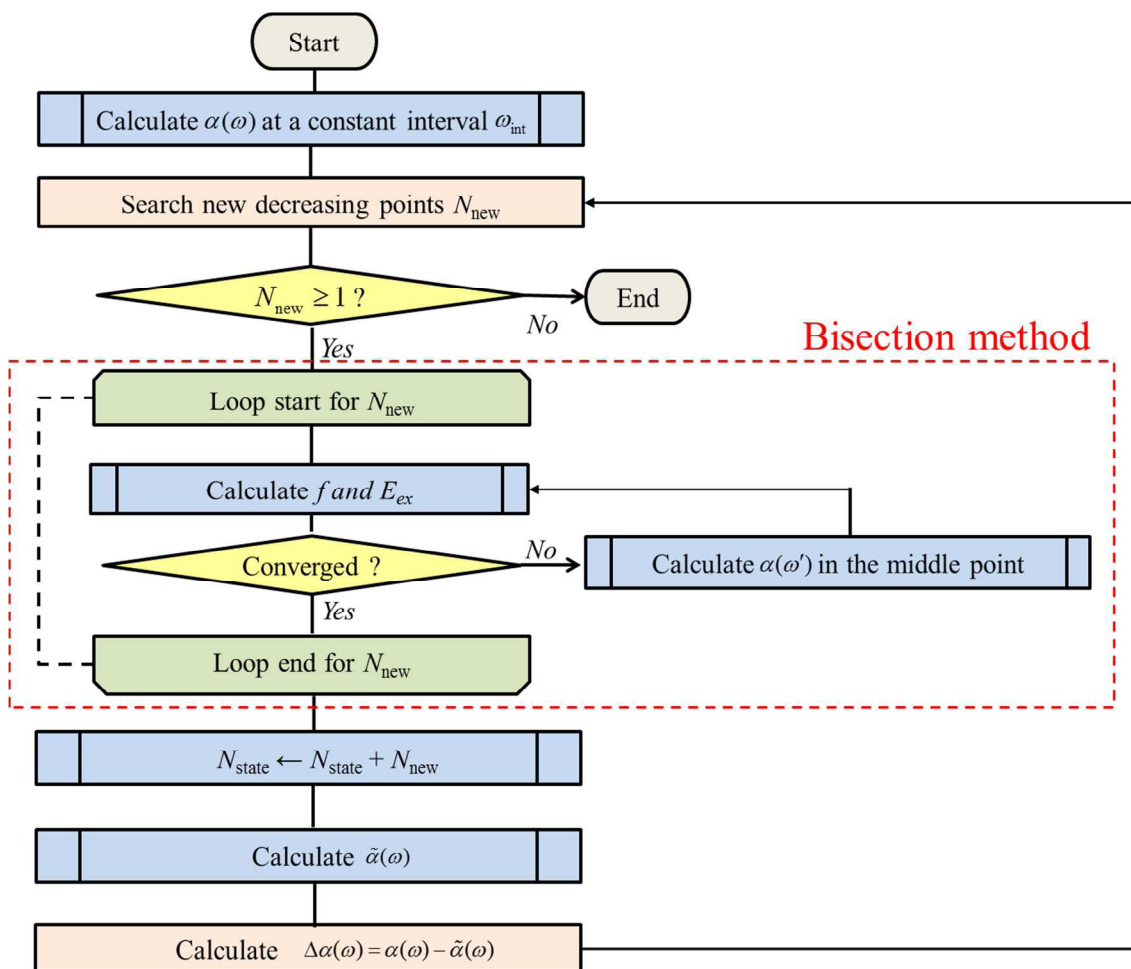 Start
Calculate α(ω) at a constant interval ω_int
Search new decreasing points N_new
N_new ≥ 1 ?
End
No
Yes
Bisection method
Loop start for N_new
Calculate f and E_ex
No
Converged ?
Calculate α(ω′) in the middle point
Yes
Loop end for N_new
N_state ← N_state + N_new
Calculate α̃(ω)
Calculate Δα(ω) = α(ω) − α̃(ω)